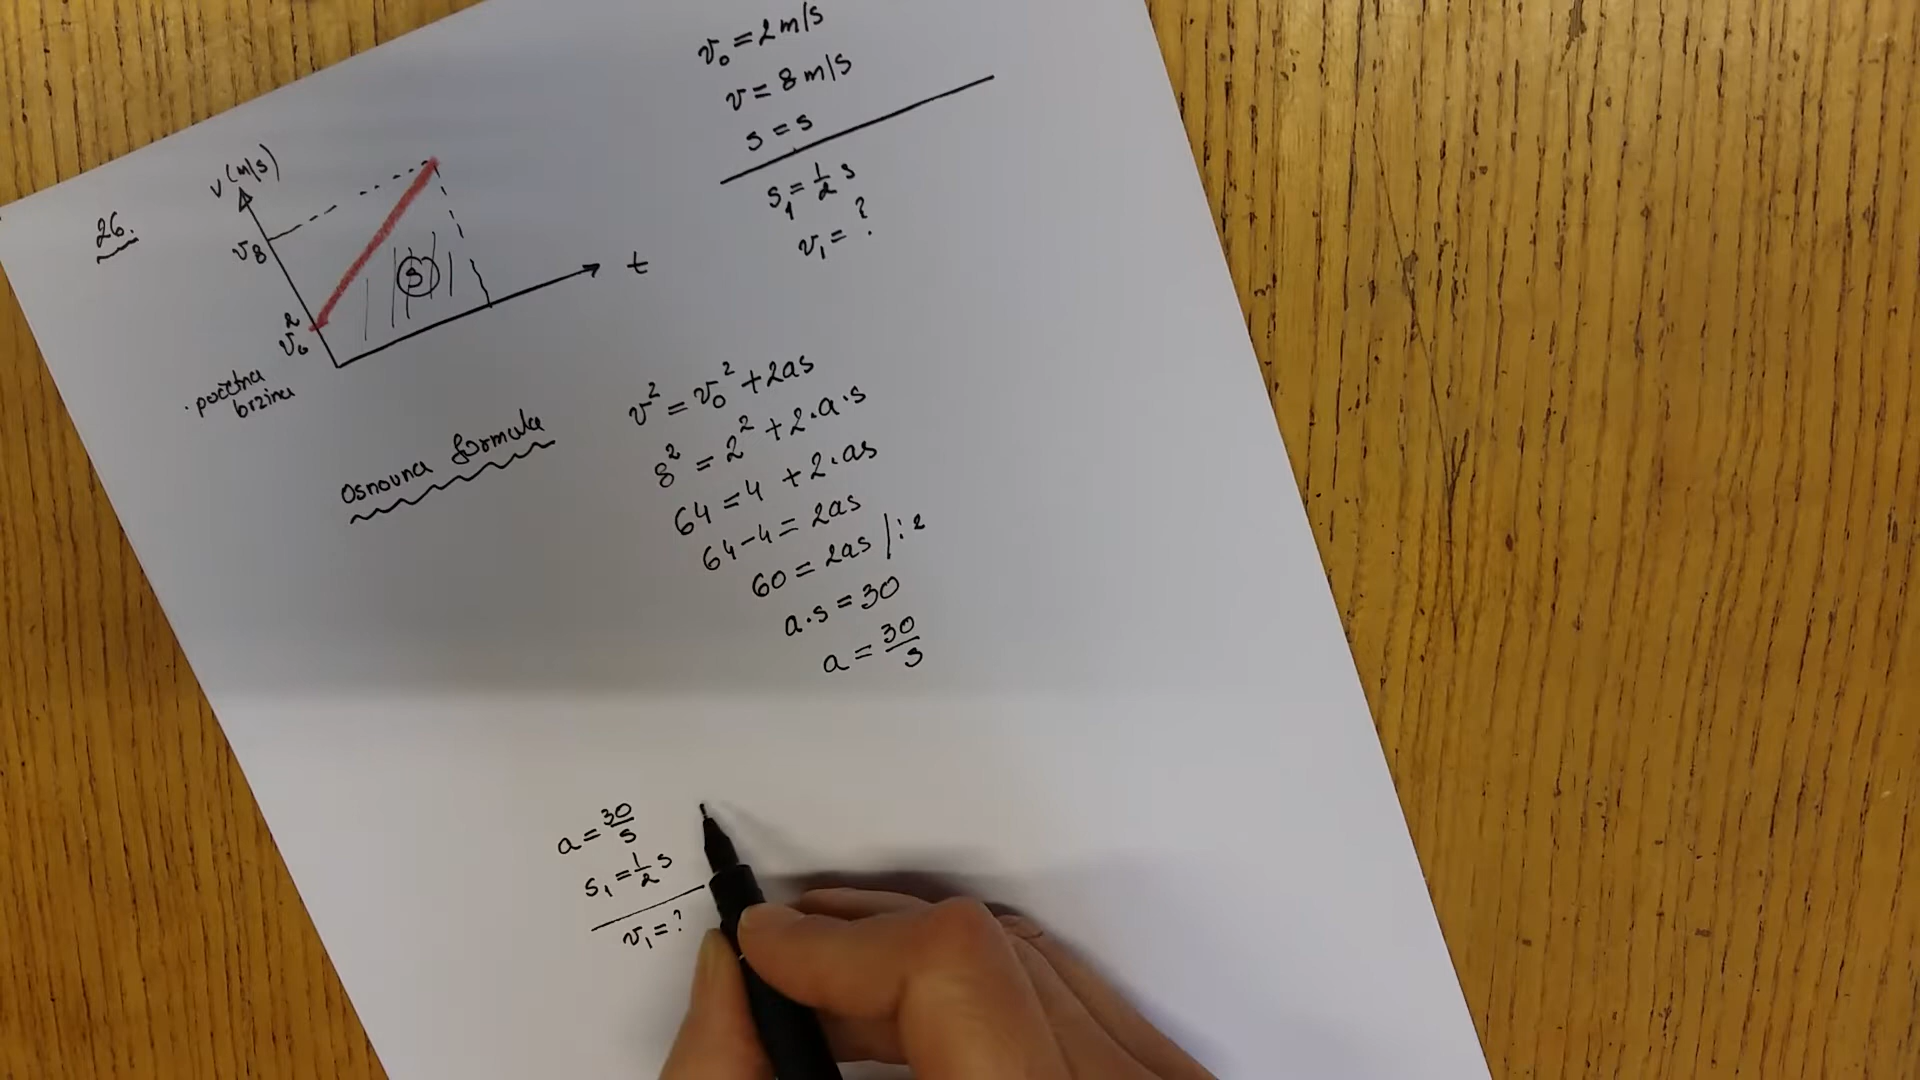 v₀ = 2 m/s
v = 8 m/s
s = s
s₁ = 1/2 s
v₁ = ?
26.
v (m/s)
v 8
s
t
2
v₀
• početna
brzina
Osnovna formula
v² = v₀² + 2as
8² = 2² + 2·a·s
64 = 4 + 2·as
64-4 = 2as
60 = 2as |:2
a·s = 30
a = 30/s
a = 30/s
s₁ = 1/2 s
v₁ = ?